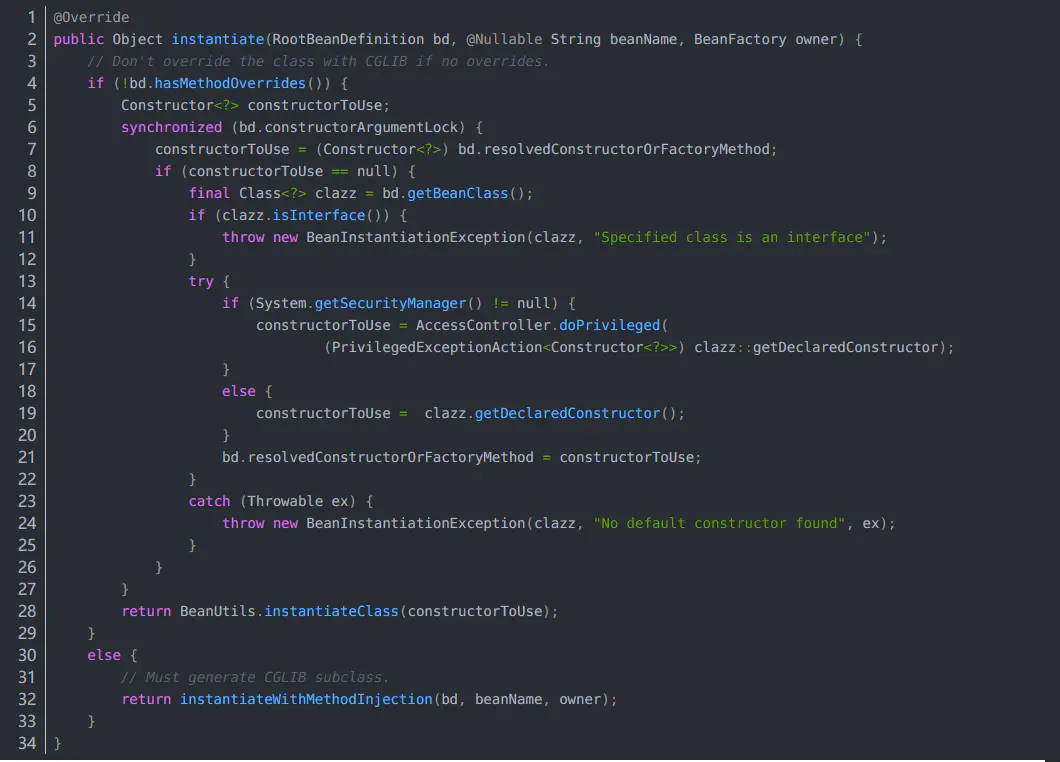 1 @Override
2 public Object instantiate(RootBeanDefinition bd, @Nullable String beanName, BeanFactory owner) {
3     // Don't override the class with CGLIB if no overrides.
4     if (!bd.hasMethodOverrides()) {
5         Constructor<?> constructorToUse;
6         synchronized (bd.constructorArgumentLock) {
7             constructorToUse = (Constructor<?>) bd.resolvedConstructorOrFactoryMethod;
8             if (constructorToUse == null) {
9                 final Class<?> clazz = bd.getBeanClass();
10                 if (clazz.isInterface()) {
11                     throw new BeanInstantiationException(clazz, "Specified class is an interface");
12                 }
13                 try {
14                     if (System.getSecurityManager() != null) {
15                         constructorToUse = AccessController.doPrivileged(
16                                 (PrivilegedExceptionAction<Constructor<?>>) clazz::getDeclaredConstructor);
17                     }
18                     else {
19                         constructorToUse =  clazz.getDeclaredConstructor();
20                     }
21                     bd.resolvedConstructorOrFactoryMethod = constructorToUse;
22                 }
23                 catch (Throwable ex) {
24                     throw new BeanInstantiationException(clazz, "No default constructor found", ex);
25                 }
26             }
27         }
28         return BeanUtils.instantiateClass(constructorToUse);
29     }
30     else {
31         // Must generate CGLIB subclass.
32         return instantiateWithMethodInjection(bd, beanName, owner);
33     }
34 }